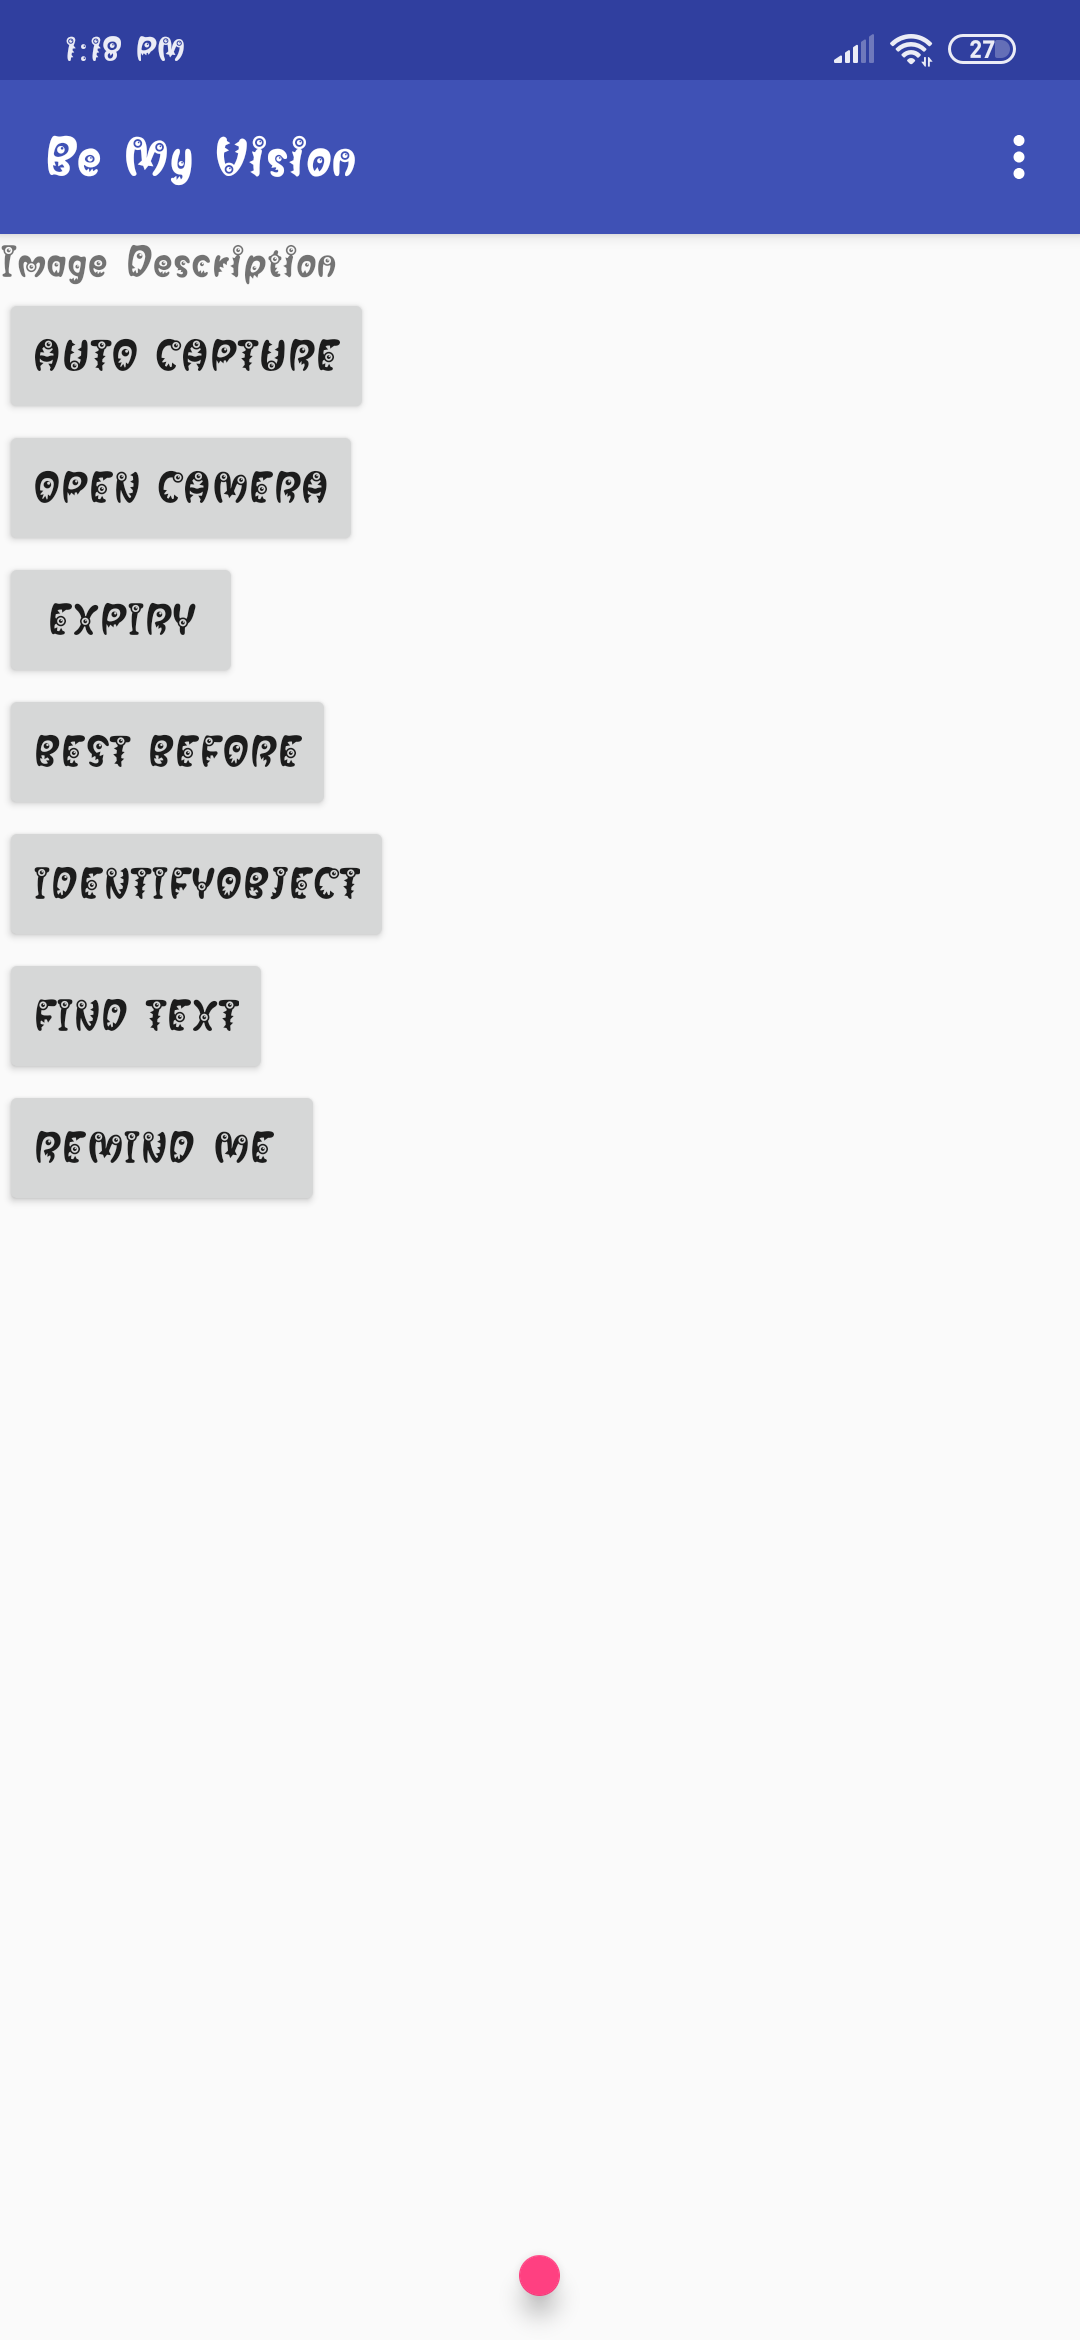 1:18 PM 27
Be My Vision
Image Description
AUTO CAPTURE
OPEN CAMERA
EXPIRY
BEST BEFORE
IDENTIFYOBJECT
FIND TEXT
REMIND ME